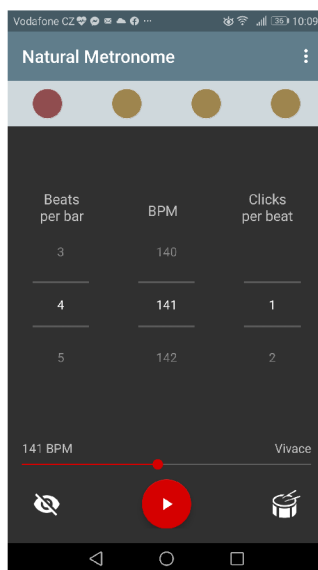 Vodafone CZ ... 36 10:09
Natural Metronome
Beats per bar
BPM
Clicks per beat
3
140
4
141
1
5
142
2
141 BPM
Vivace